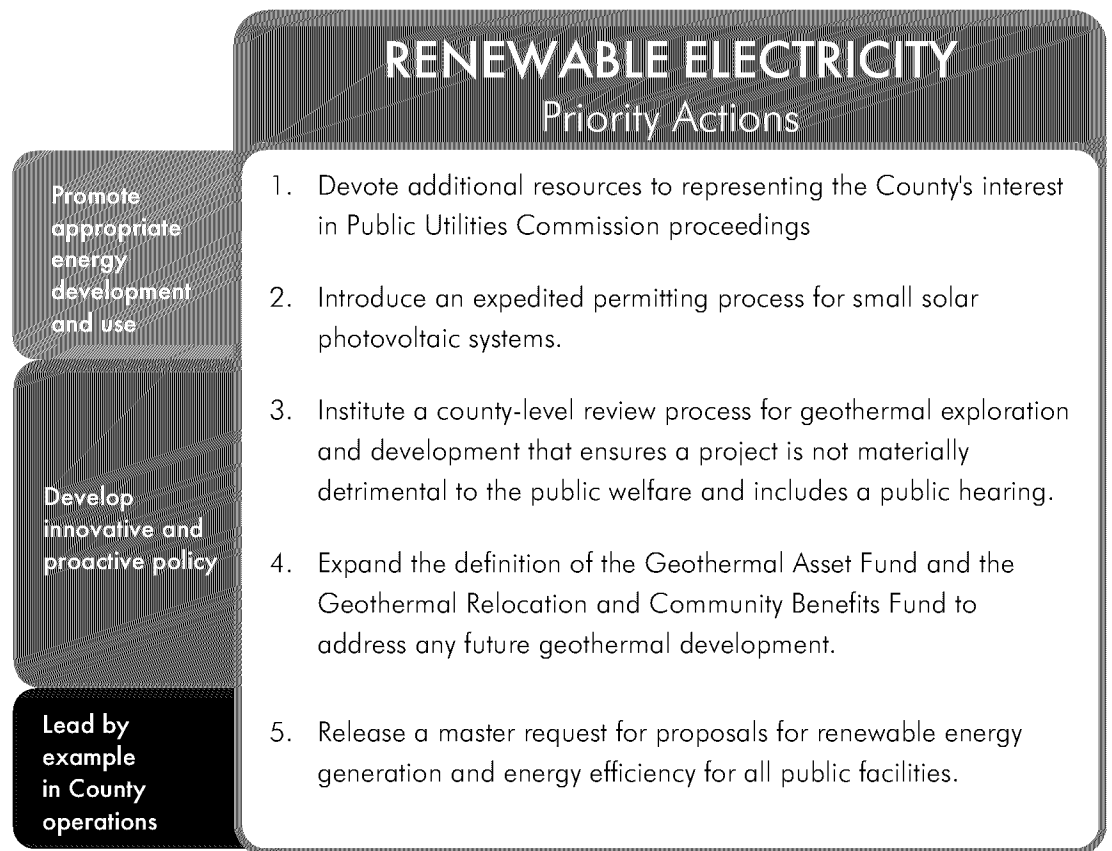 RENEWABLE ELECTRICITY
Priority Actions
Promote
appropriate
energy
development
and use
1. Devote additional resources to representing the County's interest
in Public Utilities Commission proceedings
2. Introduce an expedited permitting process for small solar
photovoltaic systems.
Develop
innovative and
proactive policy
3. Institute a county-level review process for geothermal exploration
and development that ensures a project is not materially
detrimental to the public welfare and includes a public hearing.
4. Expand the definition of the Geothermal Asset Fund and the
Geothermal Relocation and Community Benefits Fund to
address any future geothermal development.
Lead by
example
in County
operations
5. Release a master request for proposals for renewable energy
generation and energy efficiency for all public facilities.